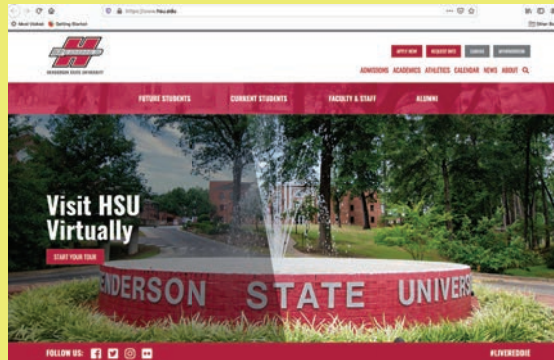 Most Visited Getting Started
https://www.hsu.edu
HENDERSON STATE UNIVERSITY
APPLY NOW REQUEST INFO CANVAS MYHENDERSON
ADMISSIONS ACADEMICS ATHLETICS CALENDAR NEWS ABOUT
FUTURE STUDENTS CURRENT STUDENTS FACULTY & STAFF ALUMNI
Visit HSU
Virtually
START YOUR TOUR
ENDERSON STATE UNIVERS
FOLLOW US: #LIVEREDDIE